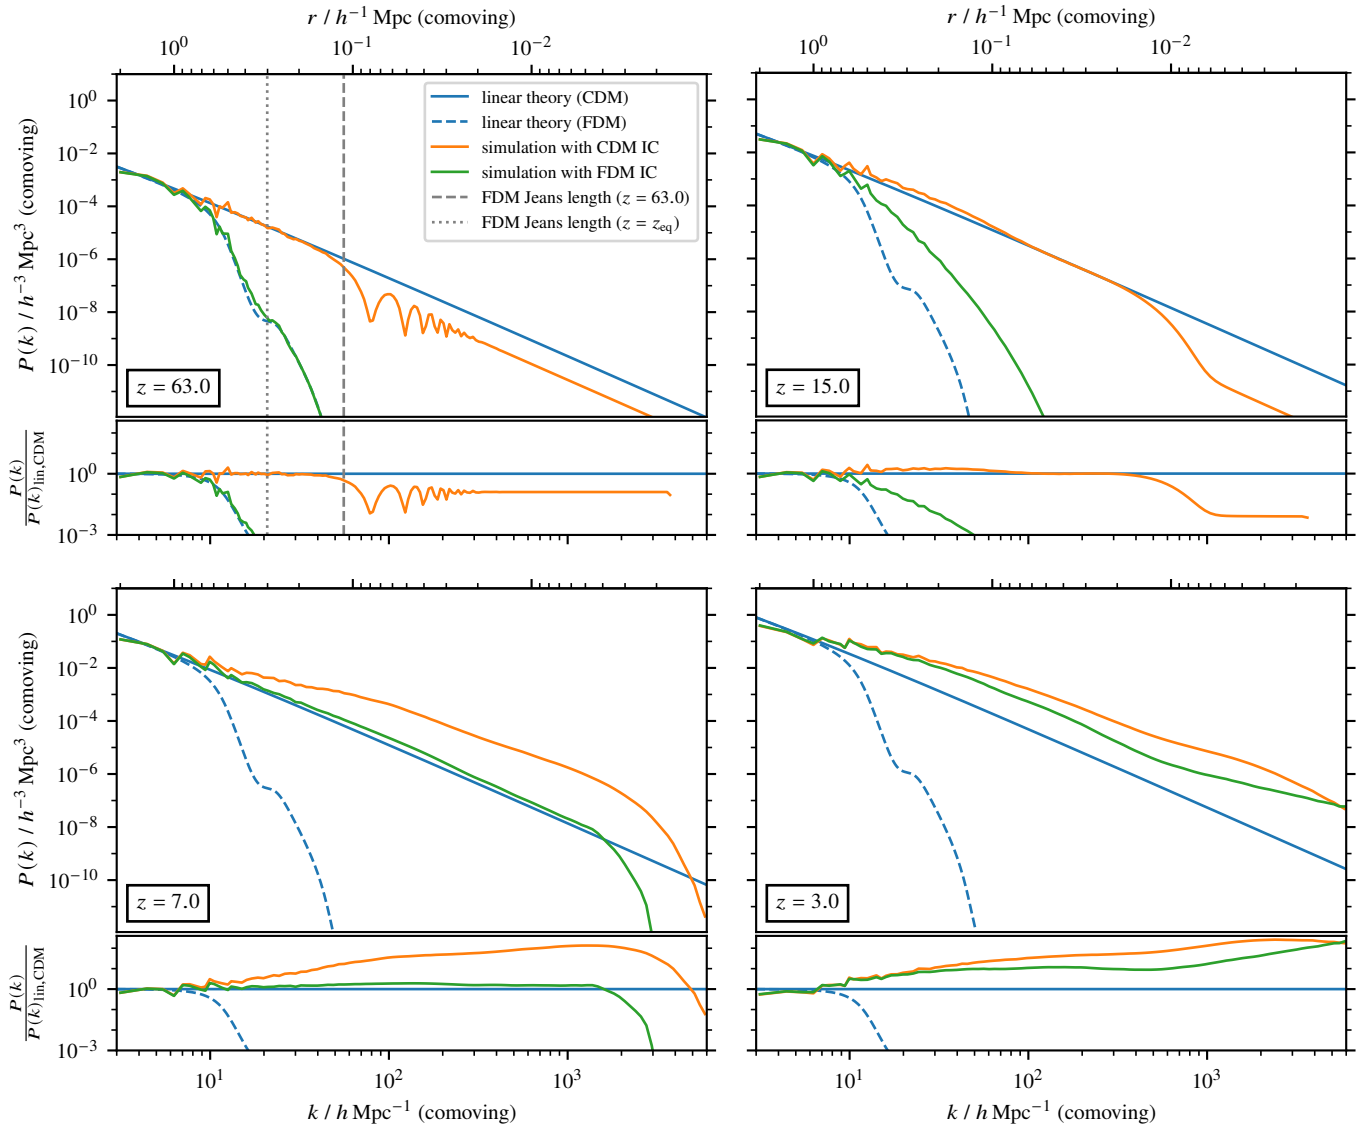 r / h⁻¹ Mpc (comoving)
r / h⁻¹ Mpc (comoving)
10⁰ 10⁻¹ 10⁻²
10⁰ 10⁻¹ 10⁻²
P(k) / h⁻³ Mpc³ (comoving)
10⁰
10⁻²
10⁻⁴
10⁻⁶
10⁻⁸
10⁻¹⁰
linear theory (CDM)
linear theory (FDM)
simulation with CDM IC
simulation with FDM IC
FDM Jeans length (z = 63.0)
FDM Jeans length (z = z_eq)
z = 63.0
z = 15.0
P(k) / P(k)lin,CDM
10⁰
10⁻³
P(k) / h⁻³ Mpc³ (comoving)
10⁰
10⁻²
10⁻⁴
10⁻⁶
10⁻⁸
10⁻¹⁰
z = 7.0
z = 3.0
P(k) / P(k)lin,CDM
10⁰
10⁻³
10¹ 10² 10³
10¹ 10² 10³
k / h Mpc⁻¹ (comoving)
k / h Mpc⁻¹ (comoving)